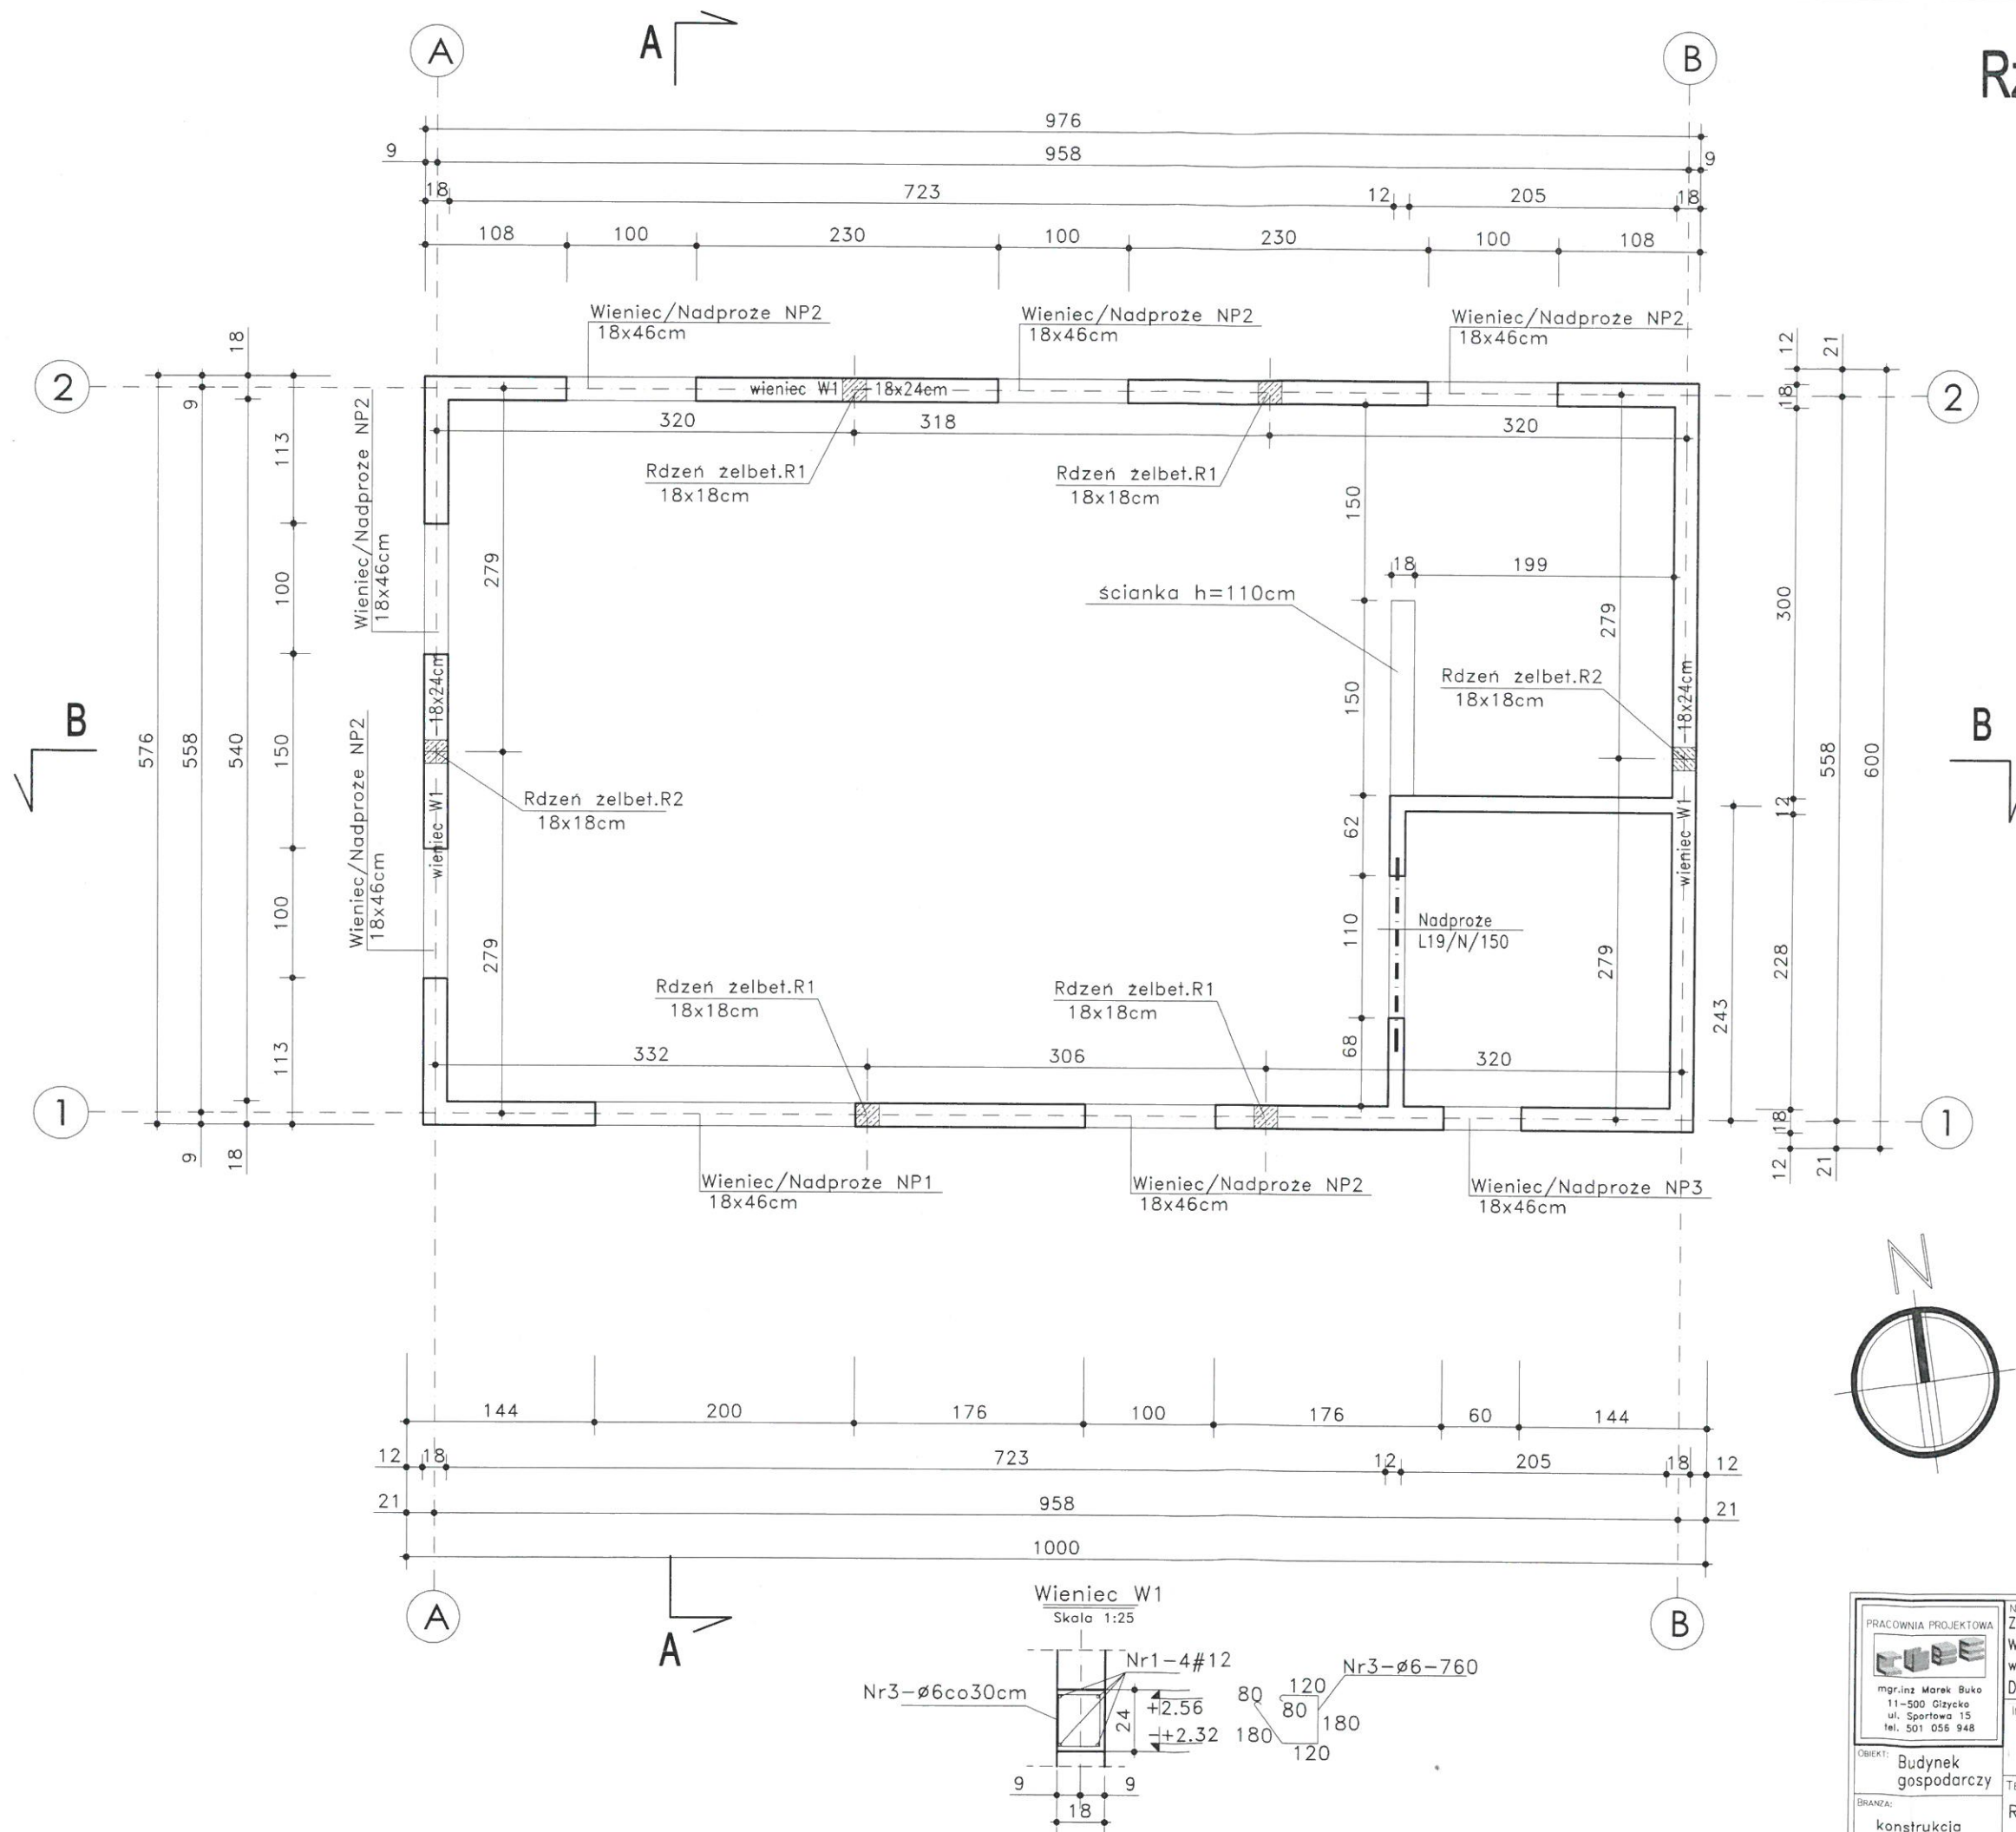 A
A
B
Rz
976
9
958
9
18
723
12
205
18
108
100
230
100
230
100
108
Wieniec/Nadproże NP2
18x46cm
Wieniec/Nadproże NP2
18x46cm
Wieniec/Nadproże NP2
18x46cm
2
wieniec W1
18x24cm
2
320
318
320
Rdzeń żelbet.R1
18x18cm
Rdzeń żelbet.R1
18x18cm
Wieniec/Nadproże NP2
18x46cm
18
9
113
100
150
100
113
576
558
540
9
18
12
21
18
300
12
228
18
12
558
600
21
243
279
279
150
18
199
ścianka h=110cm
279
150
Rdzeń żelbet.R2
18x18cm
18x24cm
wieniec W1
B
B
18x24cm
wieniec W1
Wieniec/Nadproże NP2
18x46cm
Rdzeń żelbet.R2
18x18cm
62
110
68
Nadproże
L19/N/150
279
Rdzeń żelbet.R1
18x18cm
Rdzeń żelbet.R1
18x18cm
332
306
320
1
1
Wieniec/Nadproże NP1
18x46cm
Wieniec/Nadproże NP2
18x46cm
Wieniec/Nadproże NP3
18x46cm
N
144
200
176
100
176
60
144
12
18
723
12
205
18
12
21
958
21
1000
A
A
B
Wieniec W1
Skala 1:25
Nr1-4#12
Nr3-ø6co30cm
24
+2.56
+2.32
Nr3-ø6-760
80
120
80
180
180
120
9
9
18
PRACOWNIA PROJEKTOWA
CUBE
mgr.inż Marek Buko
11-500 Giżycko
ul. Sportowa 15
tel. 501 056 948
OBIEKT:
Budynek
gospodarczy
BRANŻA:
konstrukcja